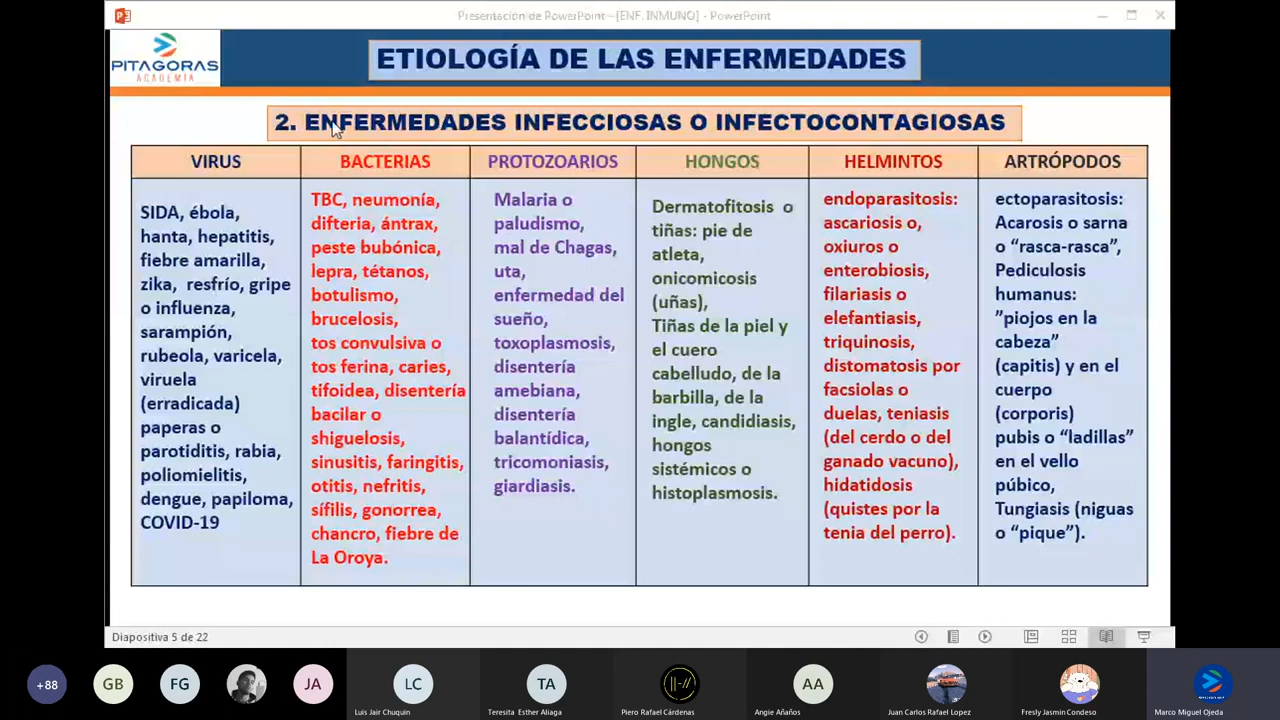 Presentación de PowerPoint - [ENF. INMUNO] - PowerPoint
PITAGORAS
ACADEMIA
ETIOLOGÍA DE LAS ENFERMEDADES
2. ENFERMEDADES INFECCIOSAS O INFECTOCONTAGIOSAS
VIRUS
SIDA, ébola,
hanta, hepatitis,
fiebre amarilla,
zika, resfrío, gripe
o influenza,
sarampión,
rubeola, varicela,
viruela
(erradicada)
paperas o
parotiditis, rabia,
poliomielitis,
dengue, papiloma,
COVID-19
BACTERIAS
TBC, neumonía,
difteria, ántrax,
peste bubónica,
lepra, tétanos,
botulismo,
brucelosis,
tos convulsiva o
tos ferina, caries,
tifoidea, disentería
bacilar o
shiguelosis,
sinusitis, faringitis,
otitis, nefritis,
sífilis, gonorrea,
chancro, fiebre de
La Oroya.
PROTOZOARIOS
Malaria o
paludismo,
mal de Chagas,
uta,
enfermedad del
sueño,
toxoplasmosis,
disentería
amebiana,
disentería
balantídica,
tricomoniasis,
giardiasis.
HONGOS
Dermatofitosis o
tiñas: pie de
atleta,
onicomicosis
(uñas),
Tiñas de la piel y
el cuero
cabelludo, de la
barbilla, de la
ingle, candidiasis,
hongos
sistémicos o
histoplasmosis.
HELMINTOS
endoparasitosis:
ascariosis o,
oxiuros o
enterobiosis,
filariasis o
elefantiasis,
triquinosis,
distomatosis por
facsiolas o
duelas, teniasis
(del cerdo o del
ganado vacuno),
hidatidosis
(quistes por la
tenia del perro).
ARTRÓPODOS
ectoparasitosis:
Acarosis o sarna
o “rasca-rasca”,
Pediculosis
humanus:
”piojos en la
cabeza”
(capitis) y en el
cuerpo
(corporis)
pubis o “ladillas”
en el vello
púbico,
Tungiasis (niguas
o “pique”).
Diapositiva 5 de 22
+88
GB
FG
JA
LC
Luis Jair Chuquin
TA
Teresita Esther Aliaga
Piero Rafael Cárdenas
AA
Angie Añaños
Juan Carlos Rafael Lopez
Fresly Jasmin Condeso
Marco Miguel Ojeda